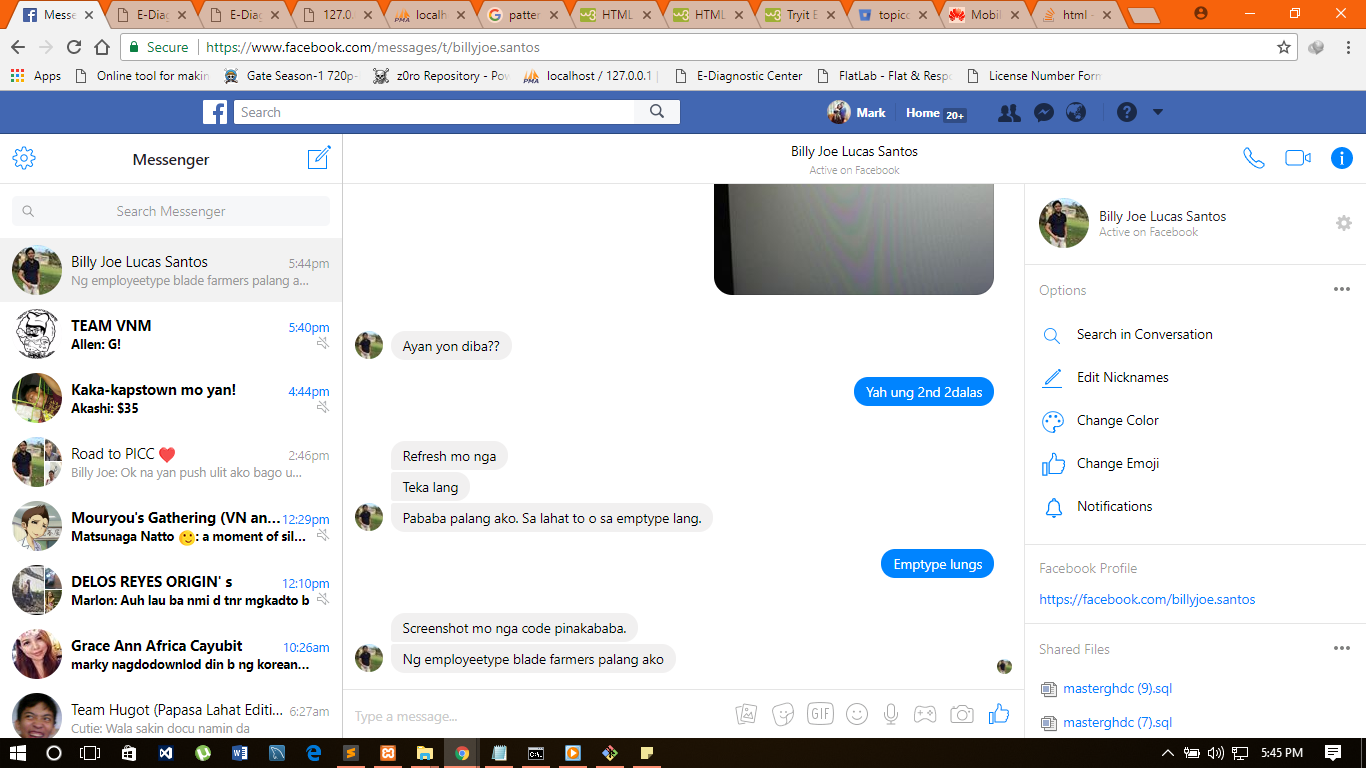 Messe
E-Diag
E-Diag
127.0.
localh
patter
HTML
HTML
Tryit E
topicc
Mobil
html -
Secure
https://www.facebook.com/messages/t/billyjoe.santos
Apps
Online tool for makin
Gate Season-1 720p-
z0ro Repository - Pow
localhost / 127.0.0.1 |
E-Diagnostic Center
FlatLab - Flat & Resp
License Number Form
Search
Mark
Home 20+
Messenger
Search Messenger
Billy Joe Lucas Santos 5:44pm
Ng employeetype blade farmers palang a...
TEAM VNM 5:40pm
Allen: G!
Kaka-kapstown mo yan! 4:44pm
Akashi: $35
Road to PICC ❤️ 2:46pm
Billy Joe: Ok na yan push ulit ako bago u...
Mouryou's Gathering (VN an... 12:29pm
Matsunaga Natto 🙂: a moment of sil...
DELOS REYES ORIGIN' s 12:10pm
Marlon: Auh lau ba nmi d tnr mgkadto b
Grace Ann Africa Cayubit 10:26am
marky nagdodownlod din b ng korean...
Team Hugot (Papasa Lahat Editi... 6:27am
Cutie: Wala sakin docu namin da
Billy Joe Lucas Santos
Active on Facebook
Ayan yon diba??
Yah ung 2nd 2dalas
Refresh mo nga
Teka lang
Pababa palang ako. Sa lahat to o sa emptype lang.
Emptype lungs
Screenshot mo nga code pinakababa.
Ng employeetype blade farmers palang ako
Type a message...
GIF
Billy Joe Lucas Santos
Active on Facebook
Options
Search in Conversation
Edit Nicknames
Change Color
Change Emoji
Notifications
Facebook Profile
https://facebook.com/billyjoe.santos
Shared Files
masterghdc (9).sql
masterghdc (7).sql
5:45 PM